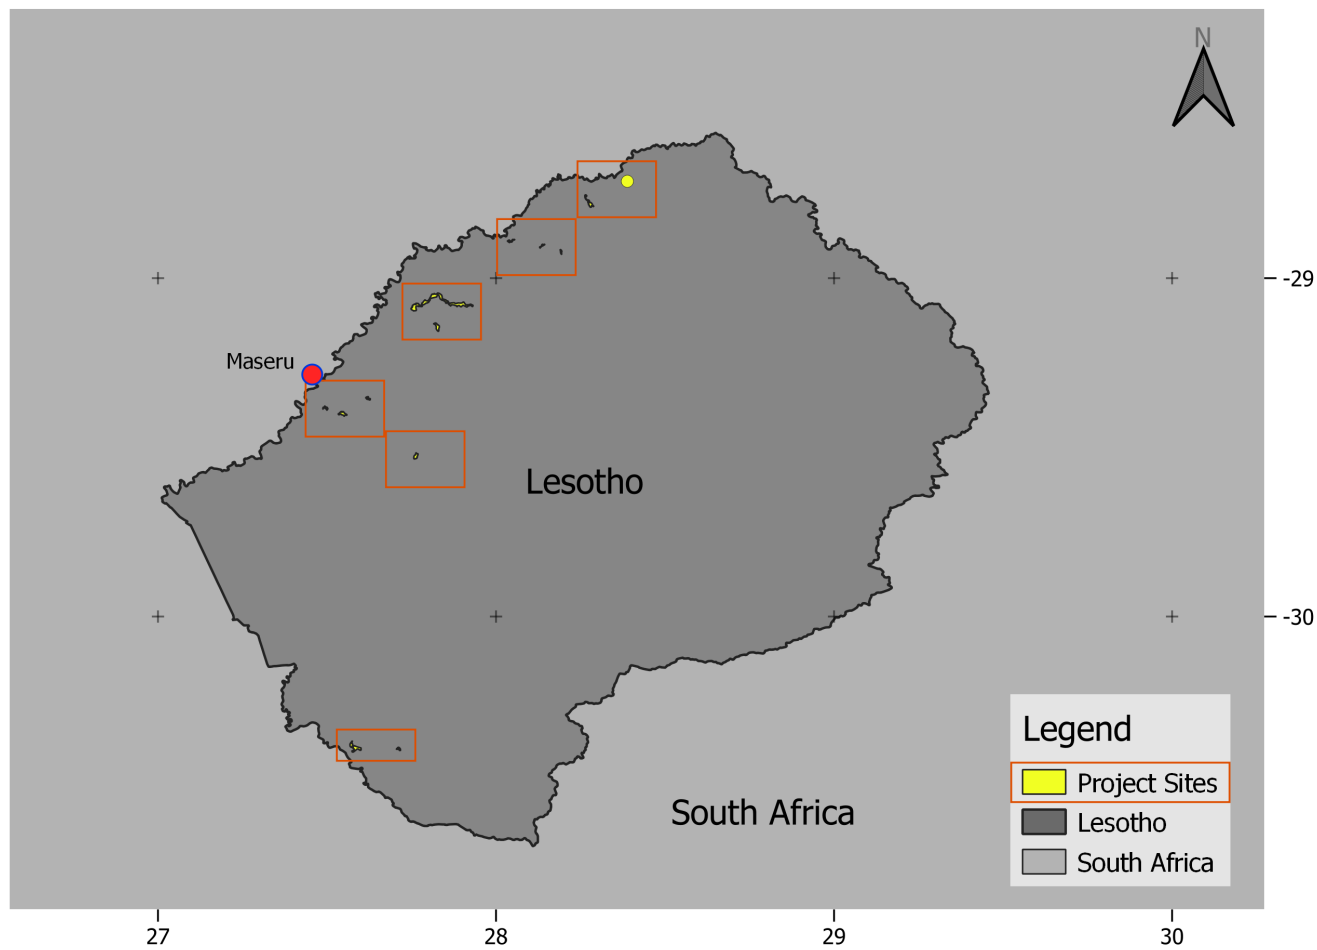 N
-29
Maseru
Lesotho
-30
Legend
Project Sites
Lesotho
South Africa
South Africa
27
28
29
30